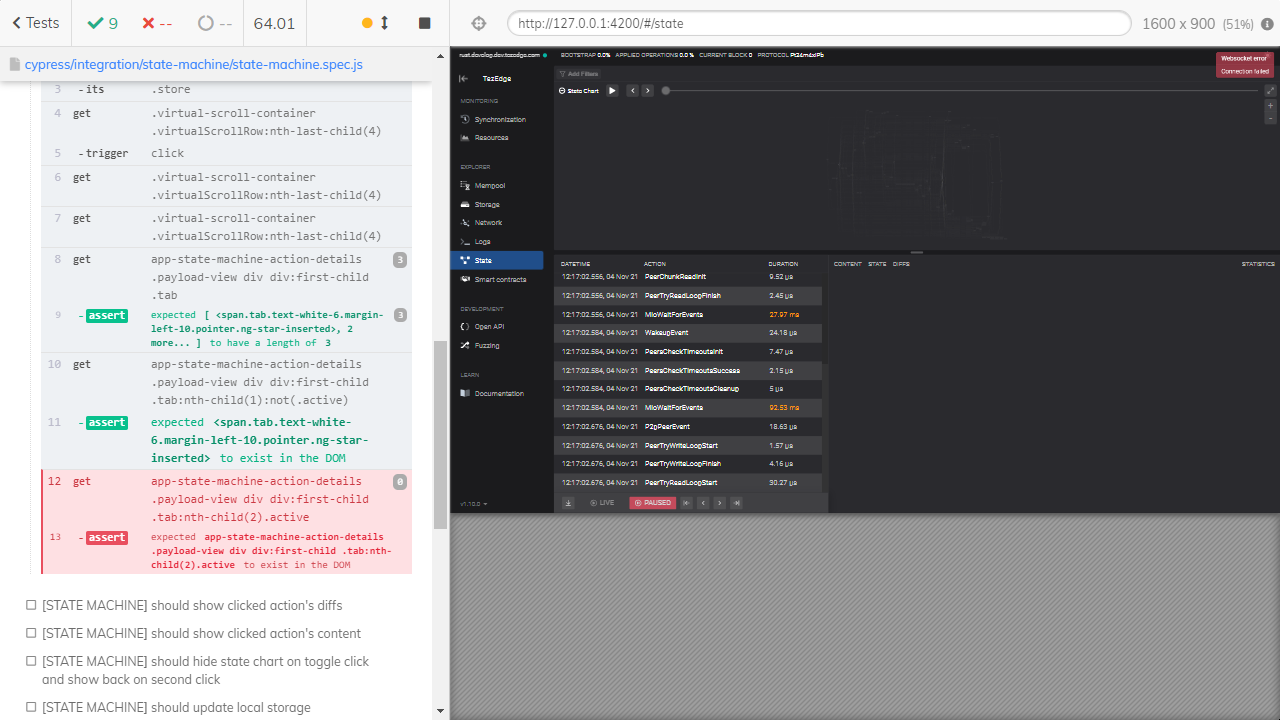 Tests
9
--
--
64.01
http://127.0.0.1:4200/#/state
1600 x 900 (51%)
cypress/integration/state-machine/state-machine.spec.js
3 - its .store
4 get .virtual-scroll-container
.virtualScrollRow:nth-last-child(4)
5 - trigger click
6 get .virtual-scroll-container
.virtualScrollRow:nth-last-child(4)
7 get .virtual-scroll-container
.virtualScrollRow:nth-last-child(4)
8 get app-state-machine-action-details 3
.payload-view div div:first-child
.tab
9 - assert expected [ <span.tab.text-white-6.margin- 3
left-10.pointer.ng-star-inserted>, 2
more... ] to have a length of 3
10 get app-state-machine-action-details
.payload-view div div:first-child
.tab:nth-child(1):not(.active)
11 - assert expected <span.tab.text-white-
6.margin-left-10.pointer.ng-star-
inserted> to exist in the DOM
12 get app-state-machine-action-details 0
.payload-view div div:first-child
.tab:nth-child(2).active
13 - assert expected app-state-machine-action-details
.payload-view div div:first-child .tab:nth-
child(2).active to exist in the DOM
[STATE MACHINE] should show clicked action's diffs
[STATE MACHINE] should show clicked action's content
[STATE MACHINE] should hide state chart on toggle click
and show back on second click
[STATE MACHINE] should update local storage
BOOTSTRAP 0.0% APPLIED OPERATIONS 0.0 % CURRENT BLOCK 0 PROTOCOL
Websocket error
Connection failed
TezEdge
MONITORING
Synchronization
Resources
EXPLORER
Mempool
Storage
Network
Logs
State
Smart contracts
DEVELOPMENT
Open API
Fuzzing
LEARN
Documentation
v1.10.0
Add Filters
State Chart
+
-
DATETIME ACTION DURATION
12:17:02.556, 04 Nov 21 PeerChunkReadInit 9.52 µs
12:17:02.556, 04 Nov 21 PeerTryReadLoopFinish 2.45 µs
12:17:02.556, 04 Nov 21 MioWaitForEvents 27.97 ms
12:17:02.584, 04 Nov 21 WakeupEvent 24.18 µs
12:17:02.584, 04 Nov 21 PeersCheckTimeoutsInit 7.47 µs
12:17:02.584, 04 Nov 21 PeersCheckTimeoutsSuccess 2.15 µs
12:17:02.584, 04 Nov 21 PeersCheckTimeoutsCleanup 5 µs
12:17:02.584, 04 Nov 21 MioWaitForEvents 92.53 ms
12:17:02.676, 04 Nov 21 P2pPeerEvent 18.63 µs
12:17:02.676, 04 Nov 21 PeerTryWriteLoopStart 1.57 µs
12:17:02.676, 04 Nov 21 PeerTryWriteLoopFinish 4.16 µs
12:17:02.676, 04 Nov 21 PeerTryReadLoopStart 30.27 µs
LIVE PAUSED
CONTENT STATE DIFFS STATISTICS